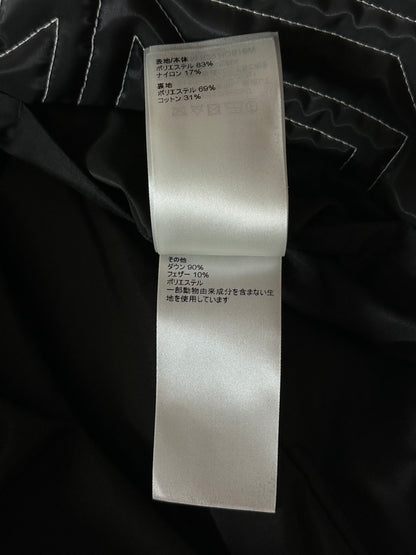 表地/本体
ポリエステル 83%
ナイロン 17%
裏地
ポリエステル 69%
コットン 31%
その他
ダウン 90%
フェザー 10%
ポリエステル
一部動物由来成分を含まない生
地を使用しています